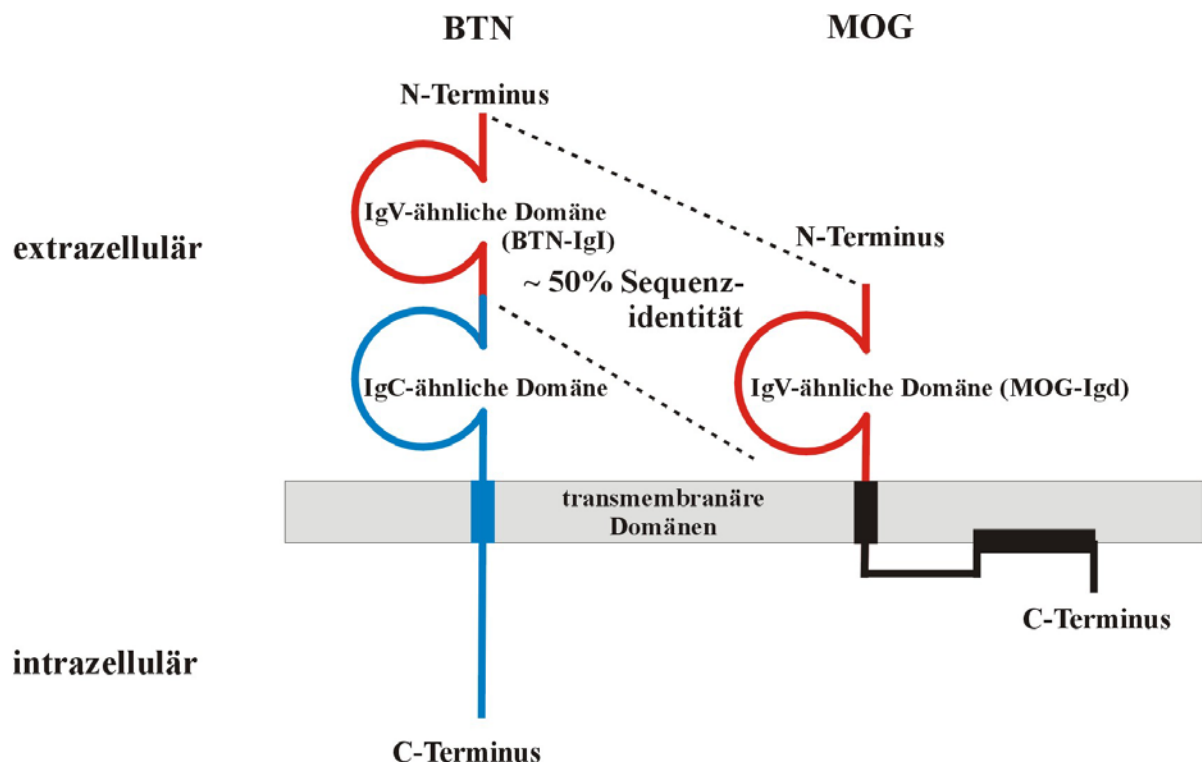 BTN
MOG
N-Terminus
IgV-ähnliche Domäne
(BTN-IgI)
extrazellulär
N-Terminus
~ 50% Sequenz-
identität
IgC-ähnliche Domäne
IgV-ähnliche Domäne (MOG-Igd)
transmembranäre
Domänen
C-Terminus
intrazellulär
C-Terminus